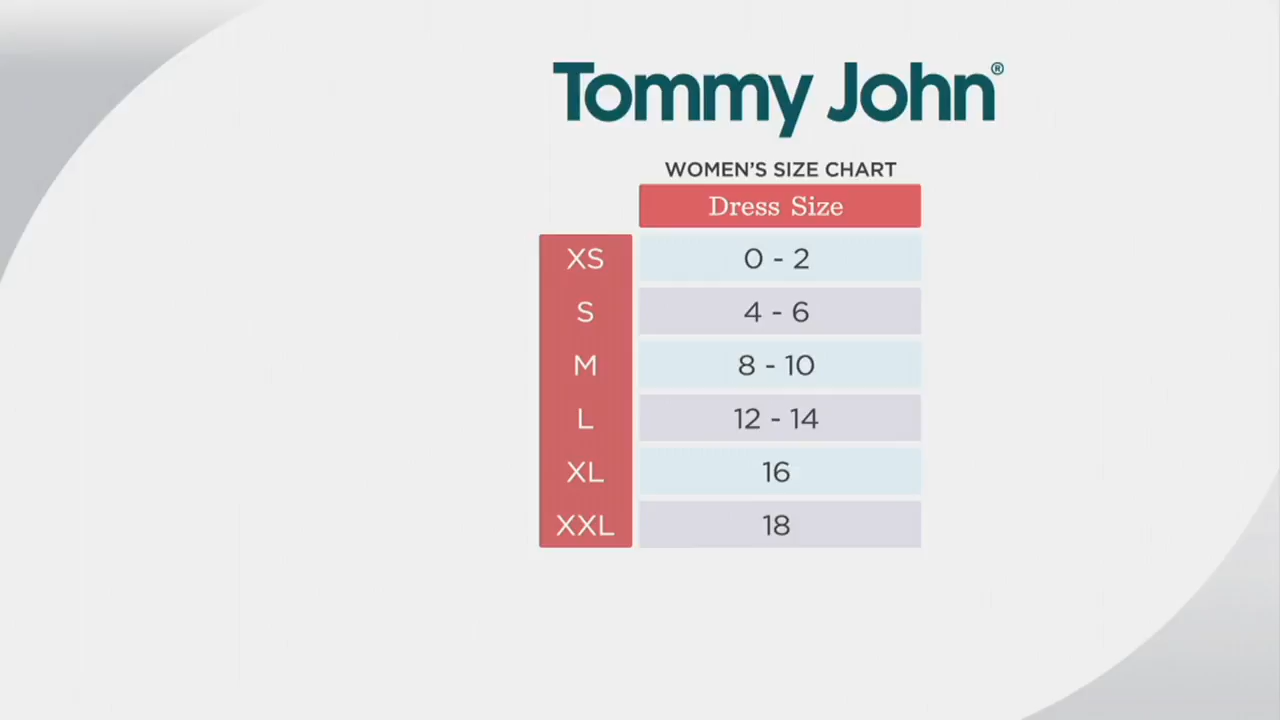 Tommy John®
WOMEN'S SIZE CHART
Dress Size
XS 0 - 2
S 4 - 6
M 8 - 10
L 12 - 14
XL 16
XXL 18